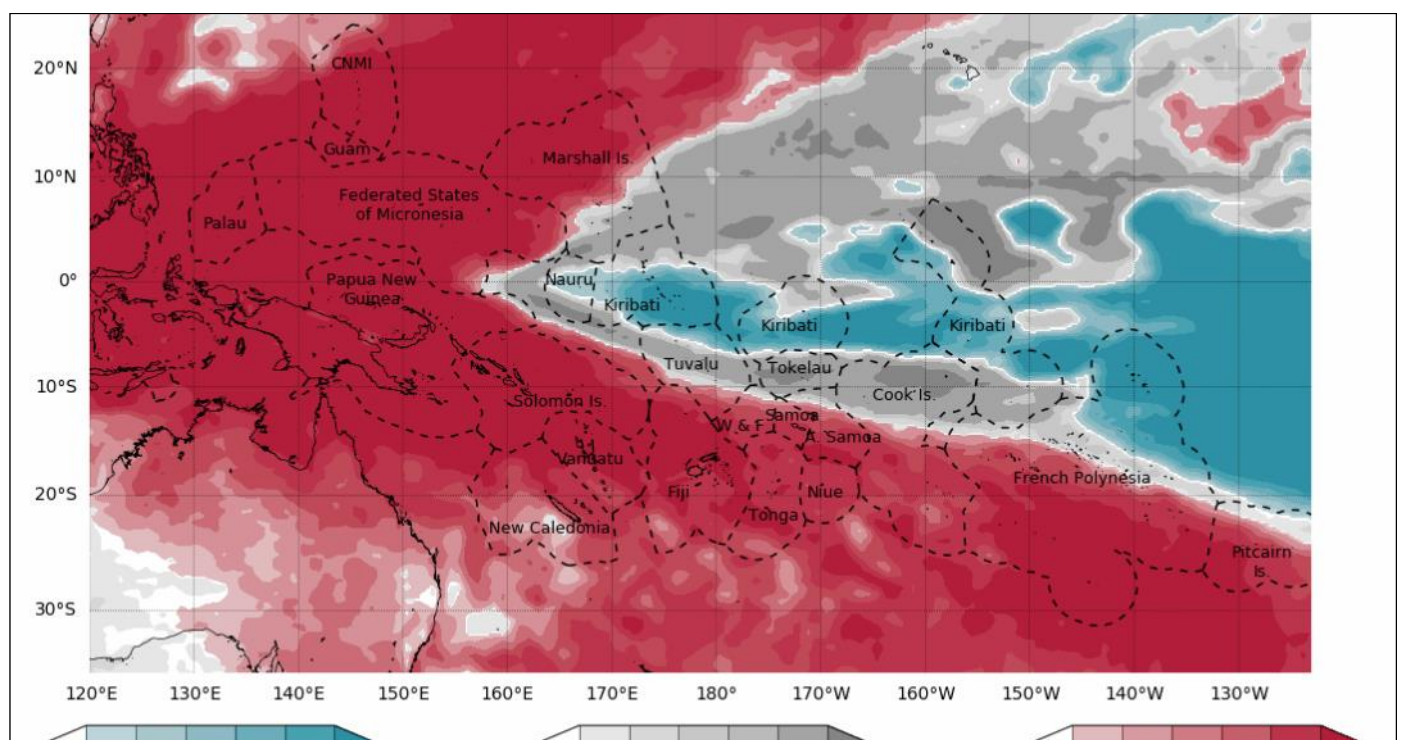 20°N
CNMI
Guam
Marshall Is.
10°N
Federated States
of Micronesia
Palau
0°
Papua New
Guinea
Nauru
Kiribati
Kiribati
Kiribati
Tuvalu
Tokelau
10°S
Cook Is.
Solomon Is.
Samoa
W & F
A. Samoa
Vanuatu
French Polynesia
20°S
Fiji
Niue
Tonga
New Caledonia
Pitcairn
Is
30°S
120°E 130°E 140°E 150°E 160°E 170°E 180° 170°W 160°W 150°W 140°W 130°W